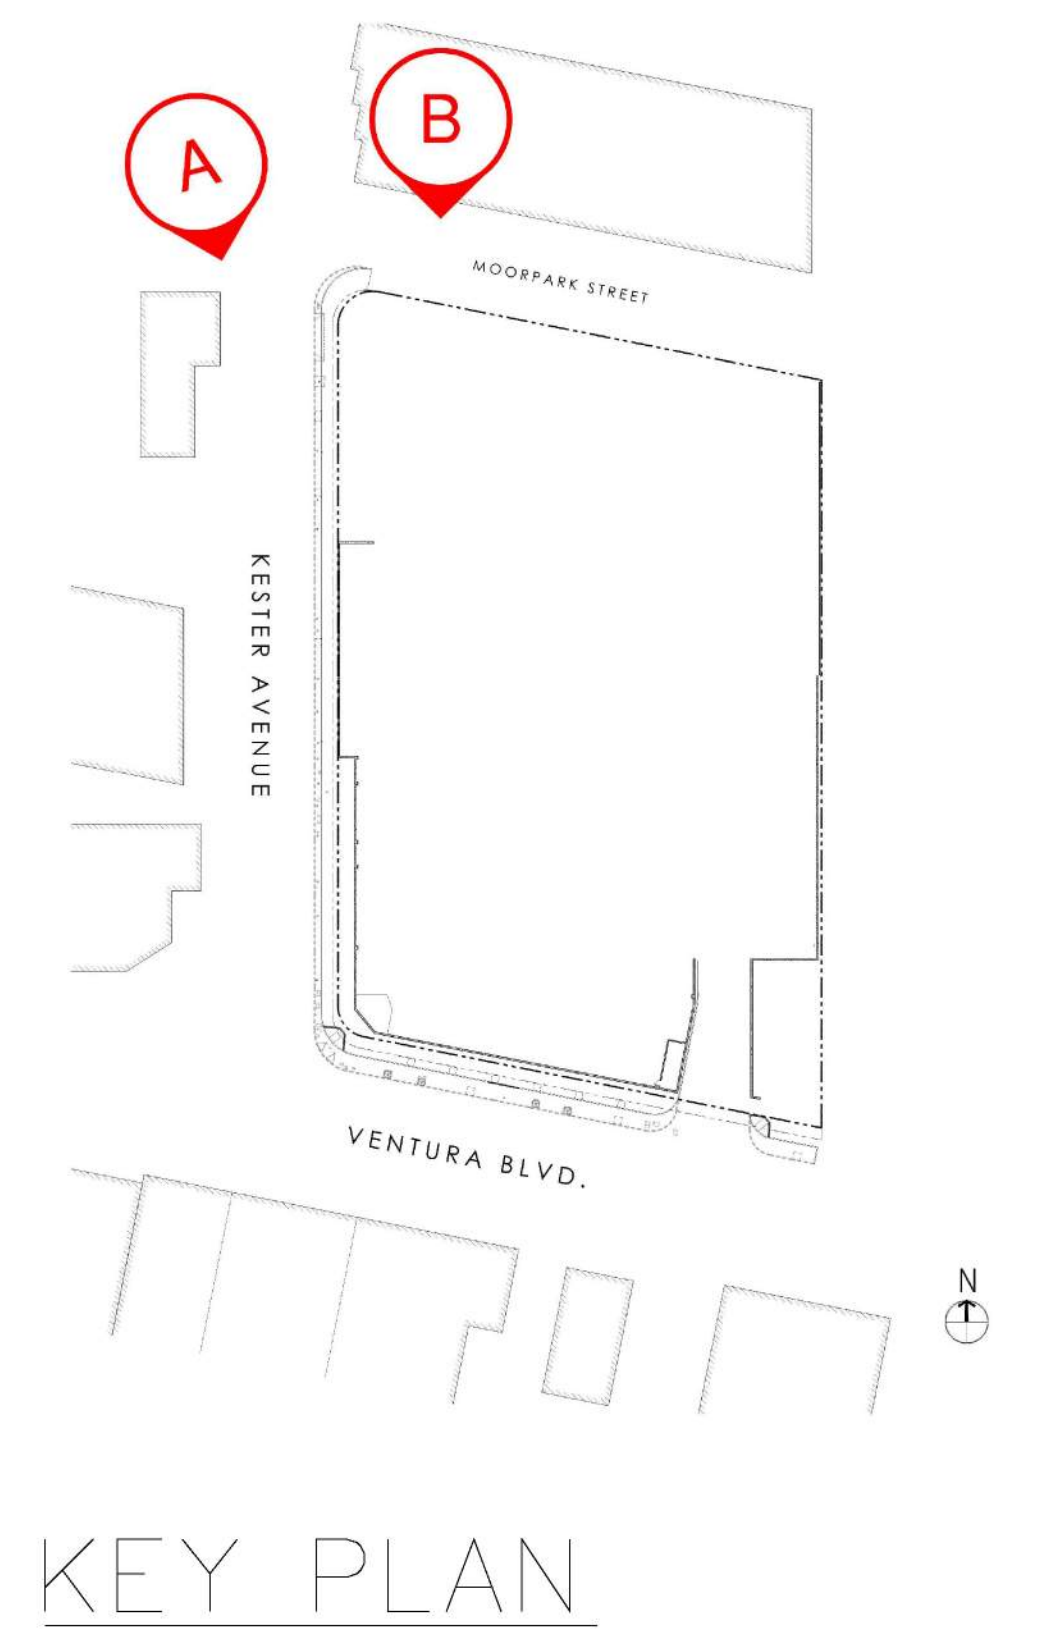 B
A
MOORPARK STREET
KESTER AVENUE
VENTURA BLVD.
N
KEY PLAN